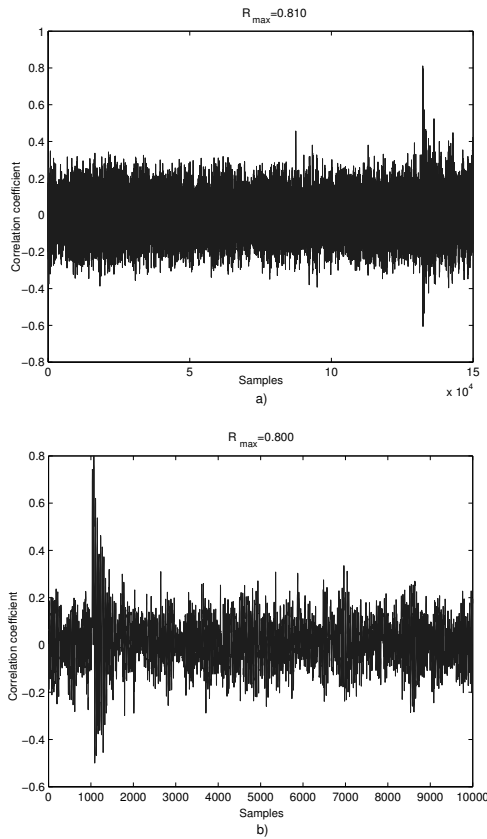 R max=0.810
1
0.8
0.6
0.4
0.2
0
−0.2
−0.4
−0.6
−0.8
Correlation coefficient
0 5 10 15
Samples
x 10^4
a)
R max=0.800
0.8
0.6
0.4
0.2
0
−0.2
−0.4
−0.6
Correlation coefficient
0 1000 2000 3000 4000 5000 6000 7000 8000 9000 10000
Samples
b)